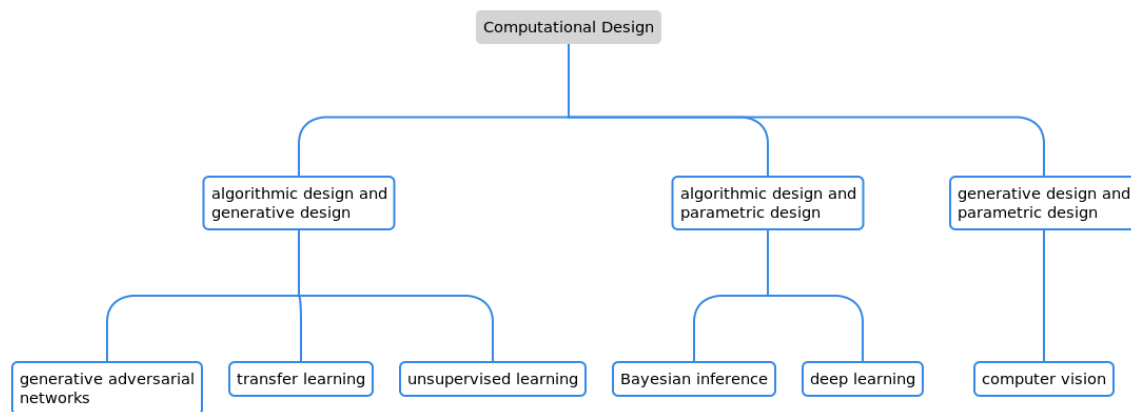 Computational Design
algorithmic design and
generative design
algorithmic design and
parametric design
generative design and
parametric design
generative adversarial
networks
transfer learning
unsupervised learning
Bayesian inference
deep learning
computer vision